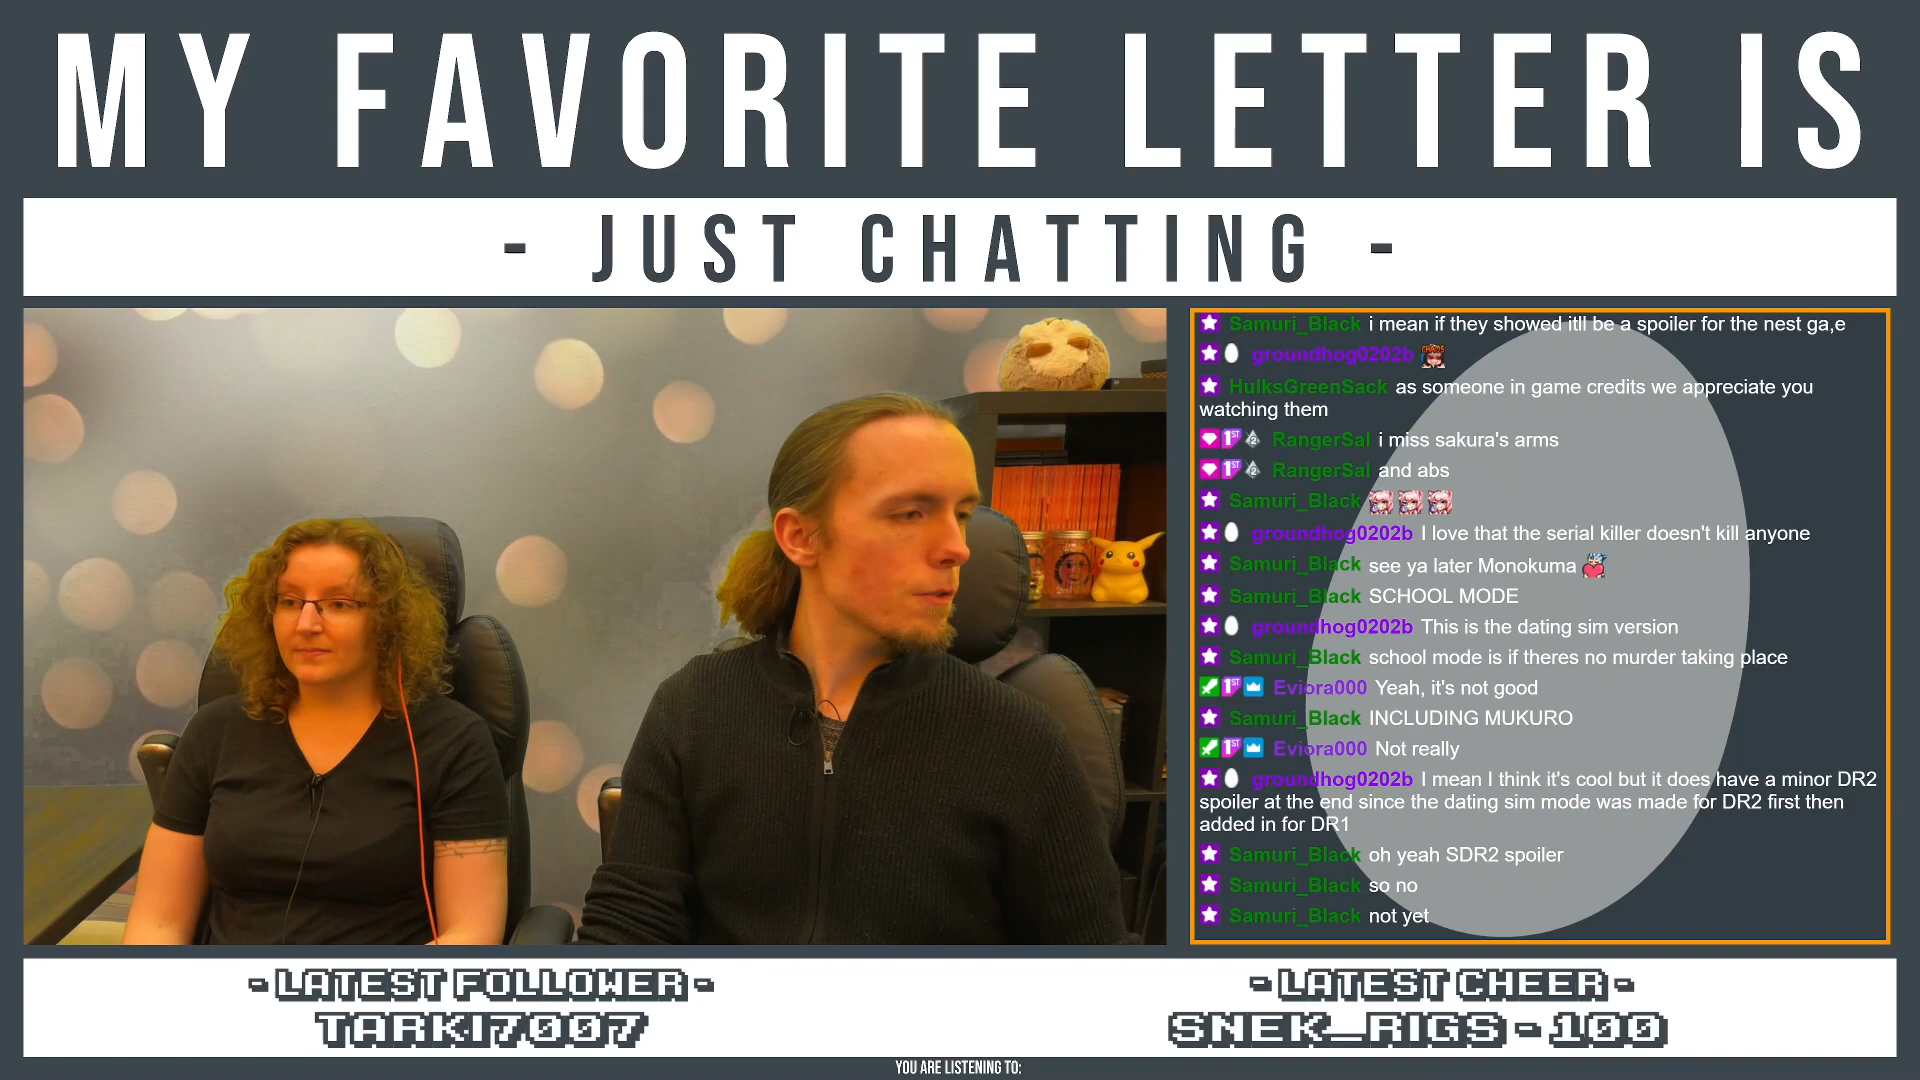 MY FAVORITE LETTER IS
- JUST CHATTING -
Samuri_Black i mean if they showed itll be a spoiler for the nest ga,e
groundhog0202b
HulksGreenSack as someone in game credits we appreciate you
watching them
1ST 2 RangerSal i miss sakura's arms
1ST 2 RangerSal and abs
Samuri_Black
groundhog0202b I love that the serial killer doesn't kill anyone
Samuri_Black see ya later Monokuma
Samuri_Black SCHOOL MODE
groundhog0202b This is the dating sim version
Samuri_Black school mode is if theres no murder taking place
1ST Eviora000 Yeah, it's not good
Samuri_Black INCLUDING MUKURO
1ST Eviora000 Not really
groundhog0202b I mean I think it's cool but it does have a minor DR2
spoiler at the end since the dating sim mode was made for DR2 first then
added in for DR1
Samuri_Black oh yeah SDR2 spoiler
Samuri_Black so no
Samuri_Black not yet
- LATEST FOLLOWER -
TARKI7007
- LATEST CHEER -
SNEK_RIGS - 100
YOU ARE LISTENING TO: